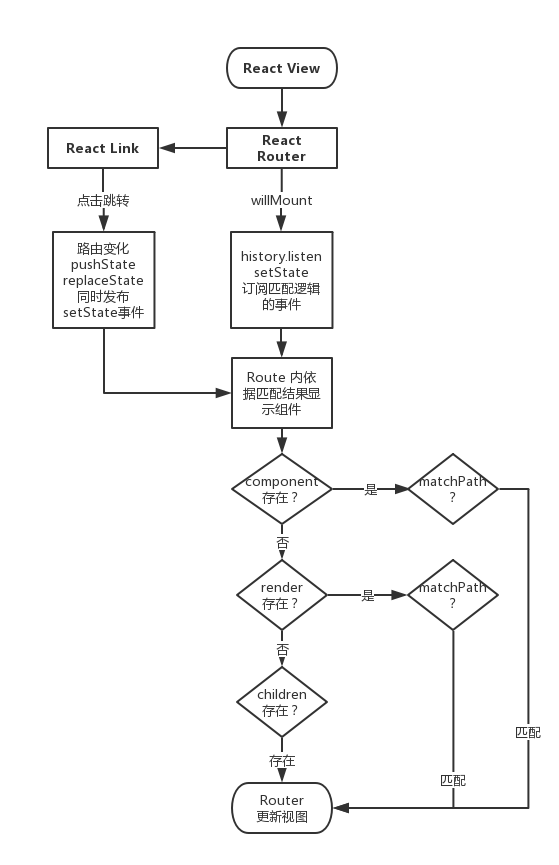 React View
React Link
React
Router
点击跳转
willMount
路由变化
pushState
replaceState
同时发布
setState事件
history.listen
setState
订阅匹配逻辑
的事件
Route 内依
据匹配结果显
示组件
component
存在？
是
matchPath
？
否
render
存在？
是
matchPath
？
否
children
存在？
匹配
存在
匹配
Router
更新视图